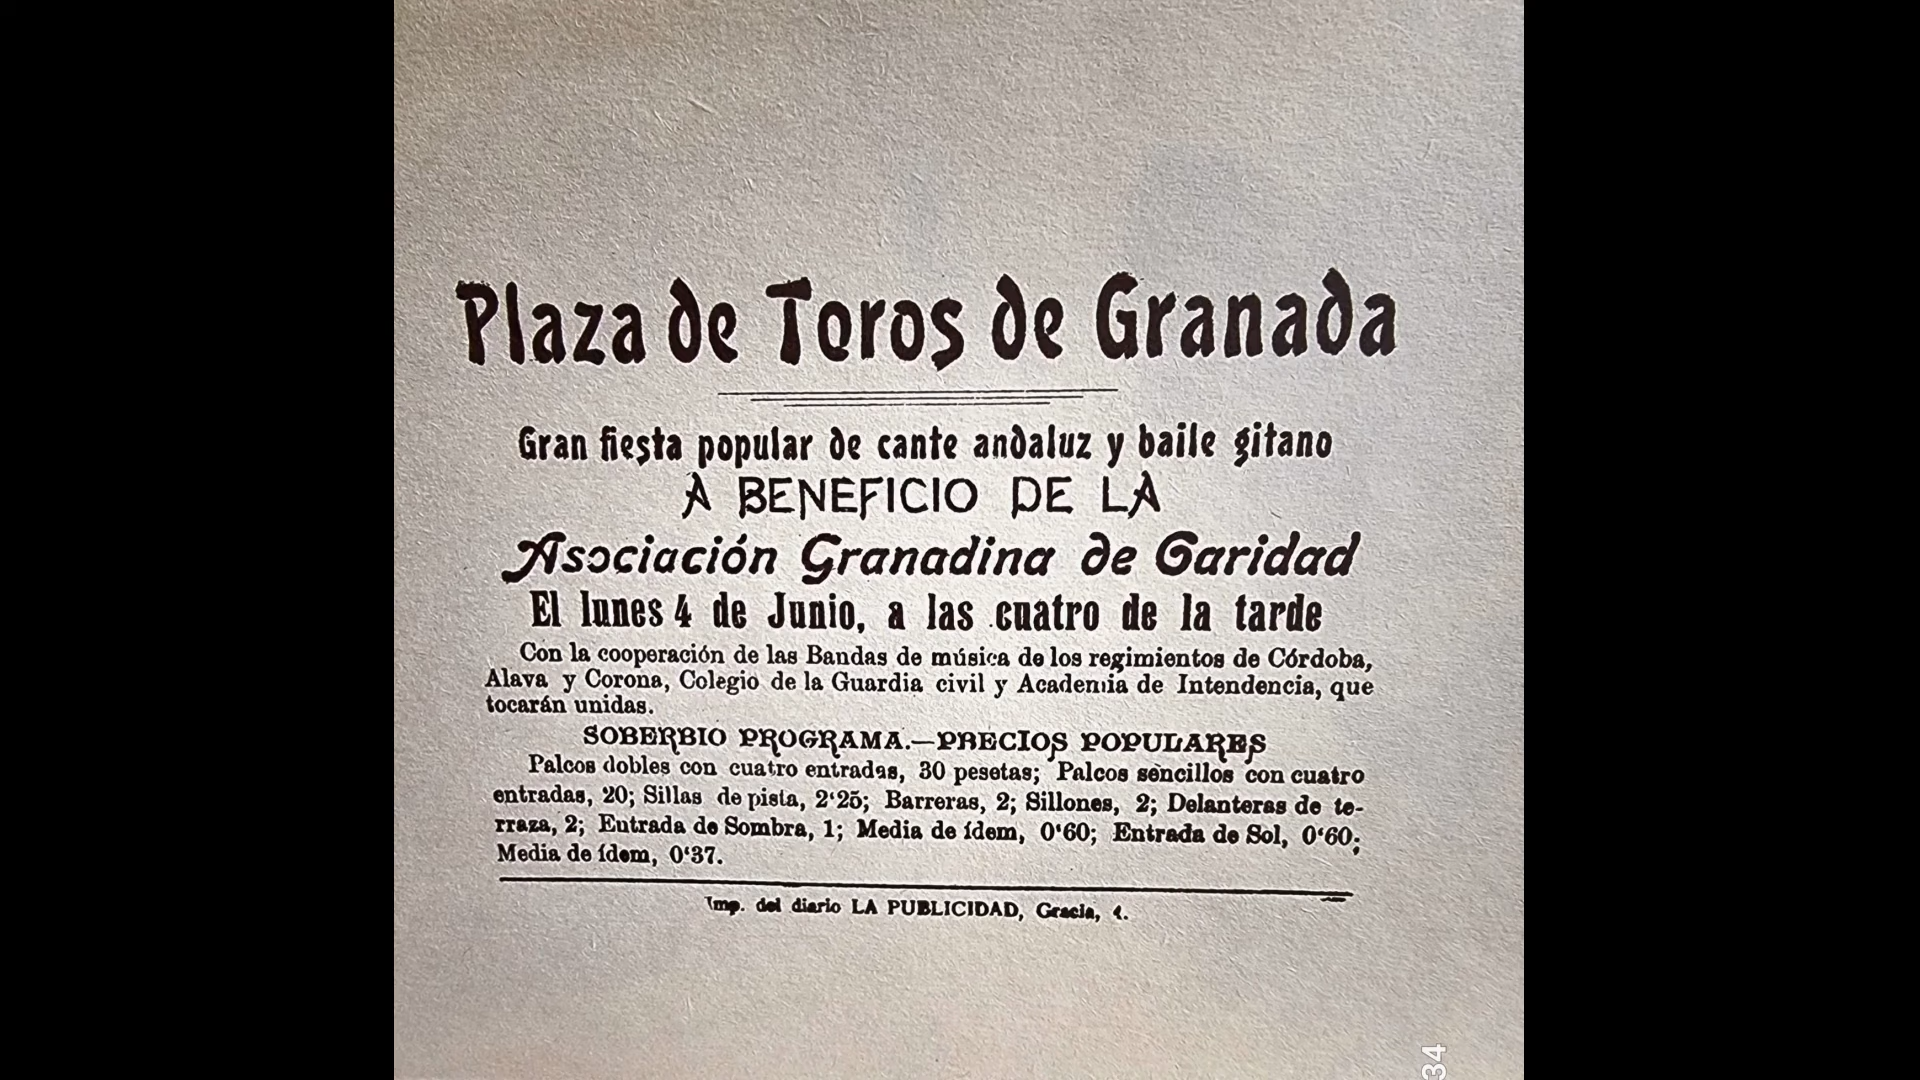 Plaza de Toros de Granada
Gran fiesta popular de cante andaluz y baile gitano
A BENEFICIO DE LA
Asociación Granadina de Caridad
El lunes 4 de Junio, a las cuatro de la tarde
Con la cooperación de las Bandas de música de los regimientos de Córdoba,
Alava y Corona, Colegio de la Guardia civil y Academia de Intendencia, que
tocarán unidas.
SOBERBIO PROGRAMA.—PRECIOS POPULARES
Palcos dobles con cuatro entradas, 30 pesetas; Palcos sencillos con cuatro
entradas, 20; Sillas de pista, 2‘25; Barreras, 2; Sillones, 2; Delanteras de te-
rraza, 2; Entrada de Sombra, 1; Media de ídem, 0‘60; Entrada de Sol, 0‘60;
Media de ídem, 0‘37.
Imp. del diario LA PUBLICIDAD, Gracia, 4.
34